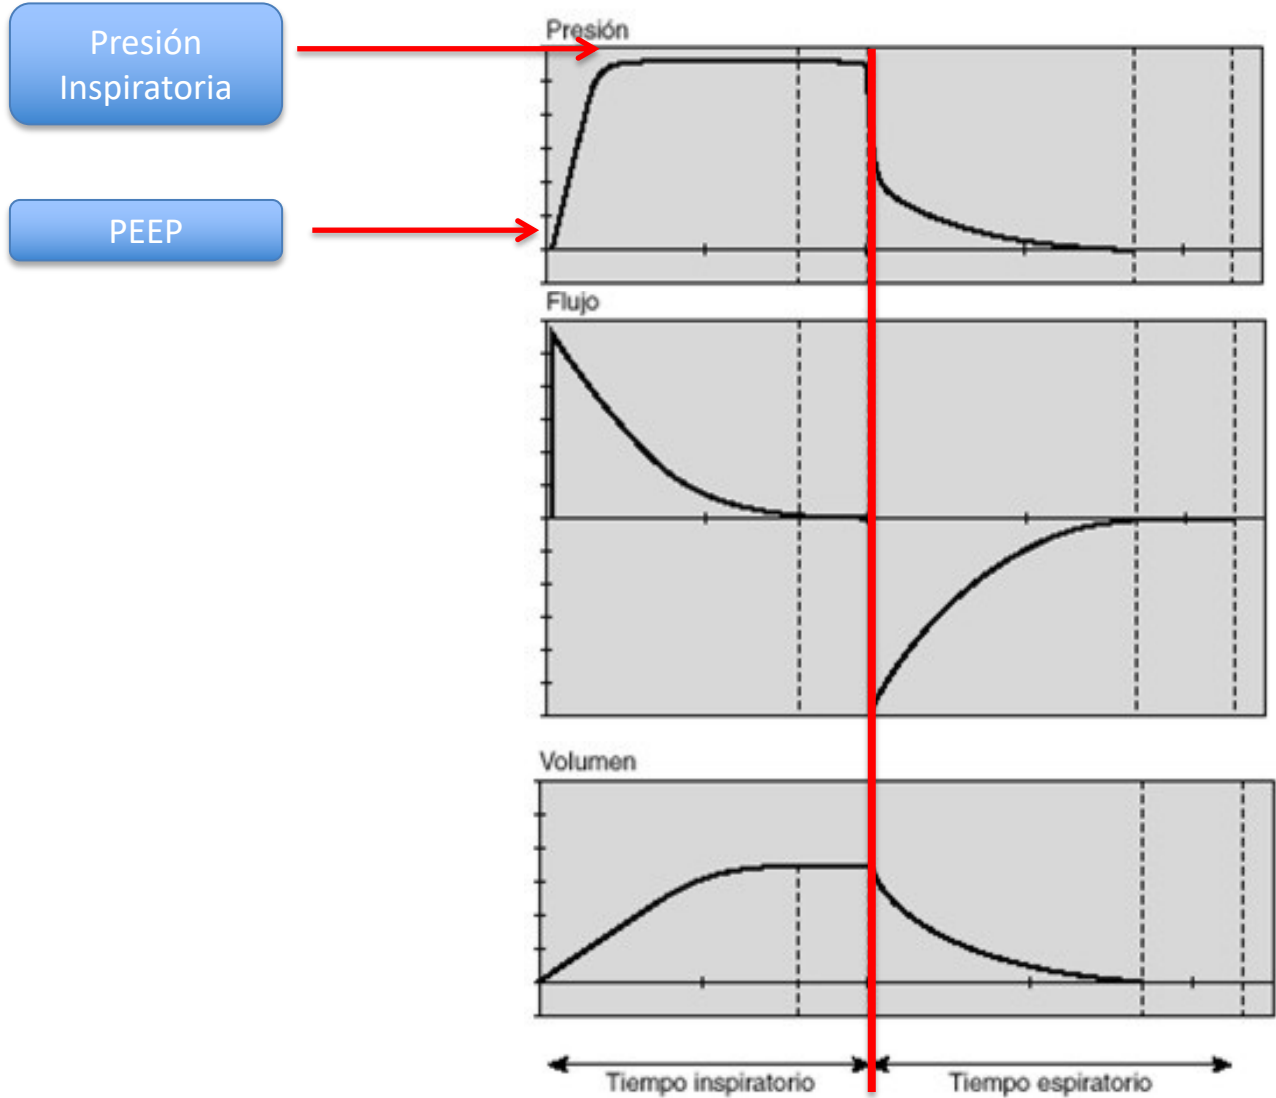 Presión
Inspiratoria
PEEP
Presión
Flujo
Volumen
Tiempo inspiratorio
Tiempo espiratorio